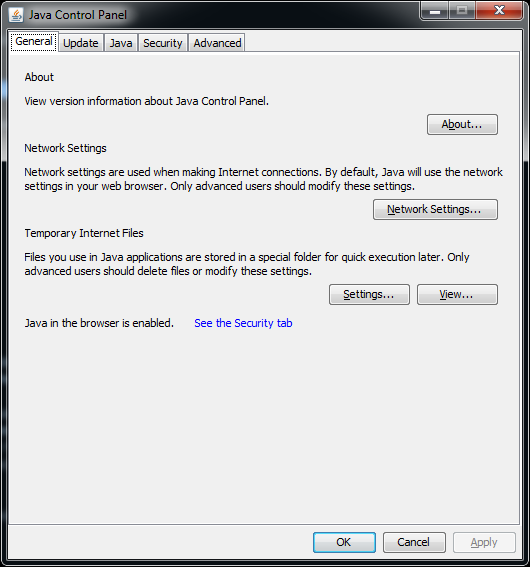 Java Control Panel
General
Update
Java
Security
Advanced
About
View version information about Java Control Panel.
About...
Network Settings
Network settings are used when making Internet connections. By default, Java will use the network
settings in your web browser. Only advanced users should modify these settings.
Network Settings...
Temporary Internet Files
Files you use in Java applications are stored in a special folder for quick execution later. Only
advanced users should delete files or modify these settings.
Settings...
View...
Java in the browser is enabled.
See the Security tab
OK
Cancel
Apply